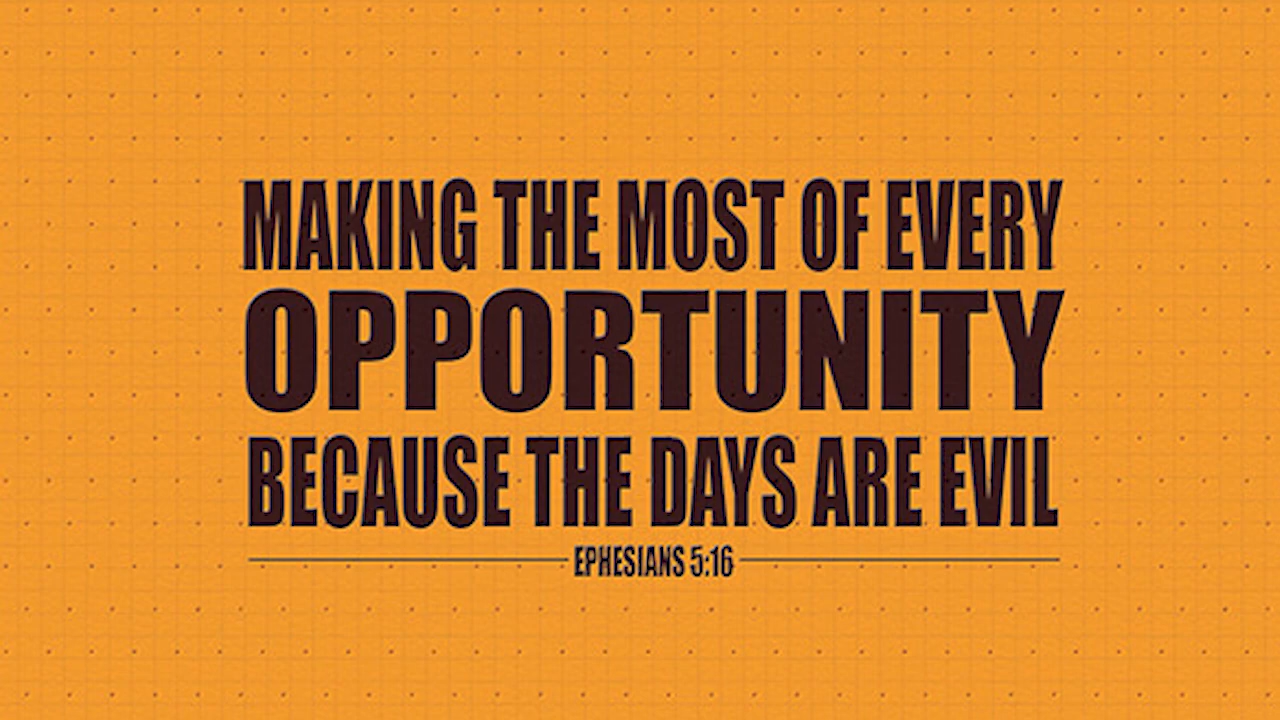 MAKING THE MOST OF EVERY
OPPORTUNITY
BECAUSE THE DAYS ARE EVIL
EPHESIANS 5:16